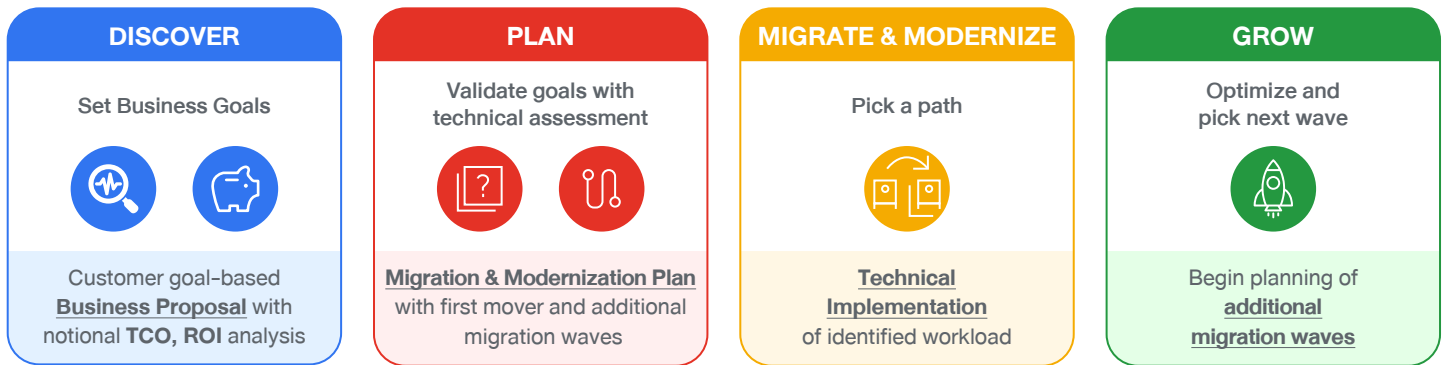 DISCOVER
Set Business Goals
Customer goal-based
Business Proposal with
notional TCO, ROI analysis
PLAN
Validate goals with
technical assessment
?
Migration & Modernization Plan
with first mover and additional
migration waves
MIGRATE & MODERNIZE
Pick a path
Technical
Implementation
of identified workload
GROW
Optimize and
pick next wave
Begin planning of
additional
migration waves